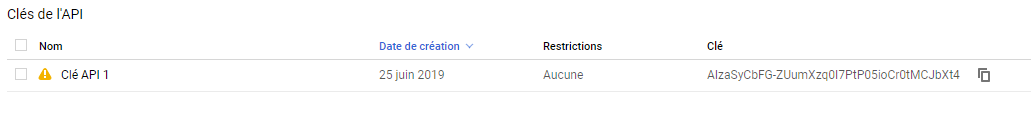 Clés de l'API
Nom Date de création Restrictions Clé
Clé API 1 25 juin 2019 Aucune AIzaSyCbFG-ZUumXzq0I7PtP05ioCr0tMCJbXt4